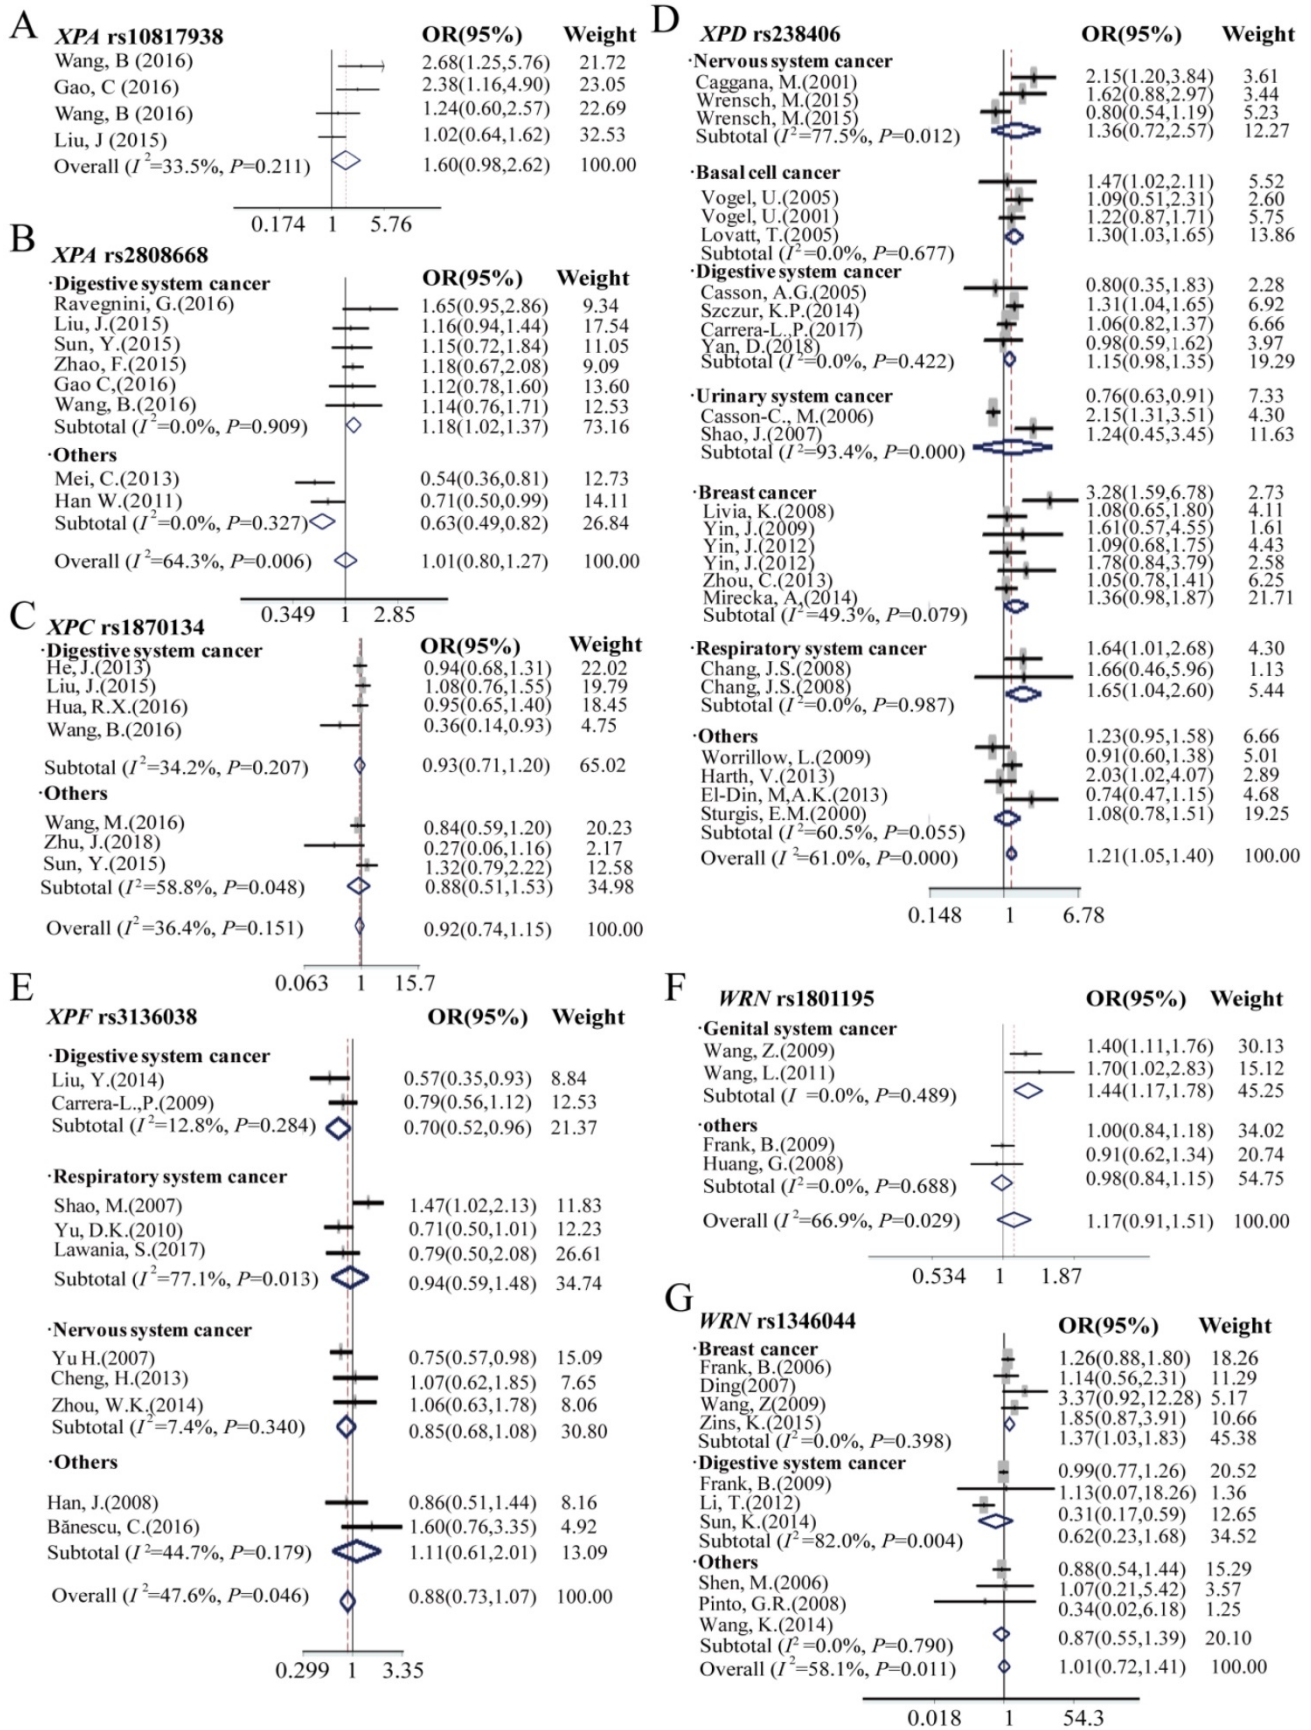 A
XPA rs10817938 OR(95%) Weight
Wang, B (2016) 2.68(1.25,5.76) 21.72
Gao, C (2016) 2.38(1.16,4.90) 23.05
Wang, B (2016) 1.24(0.60,2.57) 22.69
Liu, J (2015) 1.02(0.64,1.62) 32.53
Overall (I²=33.5%, P=0.211) 1.60(0.98,2.62) 100.00
0.174 1 5.76
B
XPA rs2808668
OR(95%) Weight
·Digestive system cancer
Ravegnini, G.(2016) 1.65(0.95,2.86) 9.34
Liu, J.(2015) 1.16(0.94,1.44) 17.54
Sun, Y.(2015) 1.15(0.72,1.84) 11.05
Zhao, F.(2015) 1.18(0.67,2.08) 9.09
Gao C,(2016) 1.12(0.78,1.60) 13.60
Wang, B.(2016) 1.14(0.76,1.71) 12.53
Subtotal (I²=0.0%, P=0.909) 1.18(1.02,1.37) 73.16
·Others
Mei, C.(2013) 0.54(0.36,0.81) 12.73
Han W.(2011) 0.71(0.50,0.99) 14.11
Subtotal (I²=0.0%, P=0.327) 0.63(0.49,0.82) 26.84
Overall (I²=64.3%, P=0.006) 1.01(0.80,1.27) 100.00
0.349 1 2.85
C
XPC rs1870134
OR(95%) Weight
·Digestive system cancer
He, J.(2013) 0.94(0.68,1.31) 22.02
Liu, J.(2015) 1.08(0.76,1.55) 19.79
Hua, R.X.(2016) 0.95(0.65,1.40) 18.45
Wang, B.(2016) 0.36(0.14,0.93) 4.75
Subtotal (I²=34.2%, P=0.207) 0.93(0.71,1.20) 65.02
·Others
Wang, M.(2016) 0.84(0.59,1.20) 20.23
Zhu, J.(2018) 0.27(0.06,1.16) 2.17
Sun, Y.(2015) 1.32(0.79,2.22) 12.58
Subtotal (I²=58.8%, P=0.048) 0.88(0.51,1.53) 34.98
Overall (I²=36.4%, P=0.151) 0.92(0.74,1.15) 100.00
0.063 1 15.7
D
XPD rs238406 OR(95%) Weight
·Nervous system cancer
Caggana, M.(2001) 2.15(1.20,3.84) 3.61
Wrensch, M.(2015) 1.62(0.88,2.97) 3.44
Wrensch, M.(2015) 0.80(0.54,1.19) 5.23
Subtotal (I²=77.5%, P=0.012) 1.36(0.72,2.57) 12.27
·Basal cell cancer
1.47(1.02,2.11) 5.52
Vogel, U.(2005) 1.09(0.51,2.31) 2.60
Vogel, U.(2001) 1.22(0.87,1.71) 5.75
Lovatt, T.(2005) 1.30(1.03,1.65) 13.86
Subtotal (I²=0.0%, P=0.677)
·Digestive system cancer
Casson, A.G.(2005) 0.80(0.35,1.83) 2.28
Szczur, K.P.(2014) 1.31(1.04,1.65) 6.92
Carrera-L.,P.(2017) 1.06(0.82,1.37) 6.66
Yan, D.(2018) 0.98(0.59,1.62) 3.97
Subtotal (I²=0.0%, P=0.422) 1.15(0.98,1.35) 19.29
·Urinary system cancer 0.76(0.63,0.91) 7.33
Casson-C., M.(2006) 2.15(1.31,3.51) 4.30
Shao, J.(2007) 1.24(0.45,3.45) 11.63
Subtotal (I²=93.4%, P=0.000)
·Breast cancer 3.28(1.59,6.78) 2.73
Livia, K.(2008) 1.08(0.65,1.80) 4.11
Yin, J.(2009) 1.61(0.57,4.55) 1.61
Yin, J.(2012) 1.09(0.68,1.75) 4.43
Yin, J.(2012) 1.78(0.84,3.79) 2.58
Zhou, C.(2013) 1.05(0.78,1.41) 6.25
Mirecka, A,(2014) 1.36(0.98,1.87) 21.71
Subtotal (I²=49.3%, P=0.079)
·Respiratory system cancer 1.64(1.01,2.68) 4.30
Chang, J.S.(2008) 1.66(0.46,5.96) 1.13
Chang, J.S.(2008) 1.65(1.04,2.60) 5.44
Subtotal (I²=0.0%, P=0.987)
·Others 1.23(0.95,1.58) 6.66
Worrillow, L.(2009) 0.91(0.60,1.38) 5.01
Harth, V.(2013) 2.03(1.02,4.07) 2.89
El-Din, M,A.K.(2013) 0.74(0.47,1.15) 4.68
Sturgis, E.M.(2000) 1.08(0.78,1.51) 19.25
Subtotal (I²=60.5%, P=0.055)
Overall (I²=61.0%, P=0.000) 1.21(1.05,1.40) 100.00
0.148 1 6.78
E
XPF rs3136038 OR(95%) Weight
·Digestive system cancer
Liu, Y.(2014) 0.57(0.35,0.93) 8.84
Carrera-L.,P.(2009) 0.79(0.56,1.12) 12.53
Subtotal (I²=12.8%, P=0.284) 0.70(0.52,0.96) 21.37
·Respiratory system cancer
Shao, M.(2007) 1.47(1.02,2.13) 11.83
Yu, D.K.(2010) 0.71(0.50,1.01) 12.23
Lawania, S.(2017) 0.79(0.50,2.08) 26.61
Subtotal (I²=77.1%, P=0.013) 0.94(0.59,1.48) 34.74
·Nervous system cancer
Yu H.(2007) 0.75(0.57,0.98) 15.09
Cheng, H.(2013) 1.07(0.62,1.85) 7.65
Zhou, W.K.(2014) 1.06(0.63,1.78) 8.06
Subtotal (I²=7.4%, P=0.340) 0.85(0.68,1.08) 30.80
·Others
Han, J.(2008) 0.86(0.51,1.44) 8.16
Bănescu, C.(2016) 1.60(0.76,3.35) 4.92
Subtotal (I²=44.7%, P=0.179) 1.11(0.61,2.01) 13.09
Overall (I²=47.6%, P=0.046) 0.88(0.73,1.07) 100.00
0.299 1 3.35
F
WRN rs1801195 OR(95%) Weight
·Genital system cancer
Wang, Z.(2009) 1.40(1.11,1.76) 30.13
Wang, L.(2011) 1.70(1.02,2.83) 15.12
Subtotal (I =0.0%, P=0.489) 1.44(1.17,1.78) 45.25
·others 1.00(0.84,1.18) 34.02
Frank, B.(2009)
Huang, G.(2008) 0.91(0.62,1.34) 20.74
Subtotal (I²=0.0%, P=0.688) 0.98(0.84,1.15) 54.75
Overall (I²=66.9%, P=0.029) 1.17(0.91,1.51) 100.00
0.534 1 1.87
G
WRN rs1346044 OR(95%) Weight
·Breast cancer
Frank, B.(2006) 1.26(0.88,1.80) 18.26
Ding(2007) 1.14(0.56,2.31) 11.29
Wang, Z(2009) 3.37(0.92,12.28) 5.17
Zins, K.(2015) 1.85(0.87,3.91) 10.66
Subtotal (I²=0.0%, P=0.398) 1.37(1.03,1.83) 45.38
·Digestive system cancer
0.99(0.77,1.26) 20.52
Frank, B.(2009) 1.13(0.07,18.26) 1.36
Li, T.(2012) 0.31(0.17,0.59) 12.65
Sun, K.(2014) 0.62(0.23,1.68) 34.52
Subtotal (I²=82.0%, P=0.004)
·Others 0.88(0.54,1.44) 15.29
Shen, M.(2006) 1.07(0.21,5.42) 3.57
Pinto, G.R.(2008) 0.34(0.02,6.18) 1.25
Wang, K.(2014)
Subtotal (I²=0.0%, P=0.790) 0.87(0.55,1.39) 20.10
Overall (I²=58.1%, P=0.011) 1.01(0.72,1.41) 100.00
0.018 1 54.3